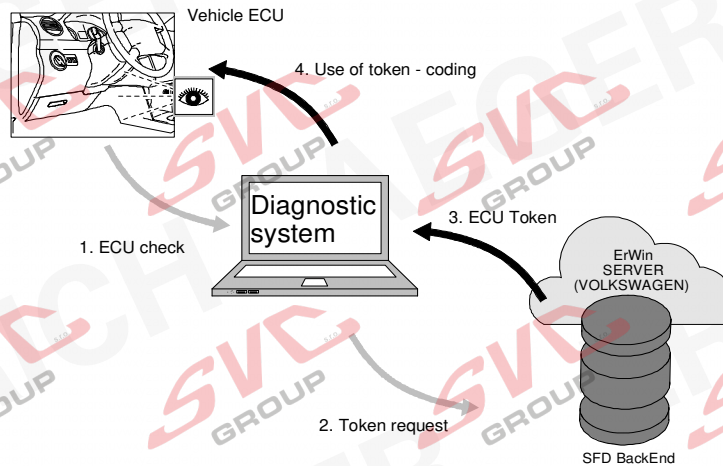 Vehicle ECU
4. Use of token - coding
Diagnostic
system
3. ECU Token
1. ECU check
ErWin
SERVER
(VOLKSWAGEN)
2. Token request
SFD BackEnd
SVC
GROUP
s.r.o.